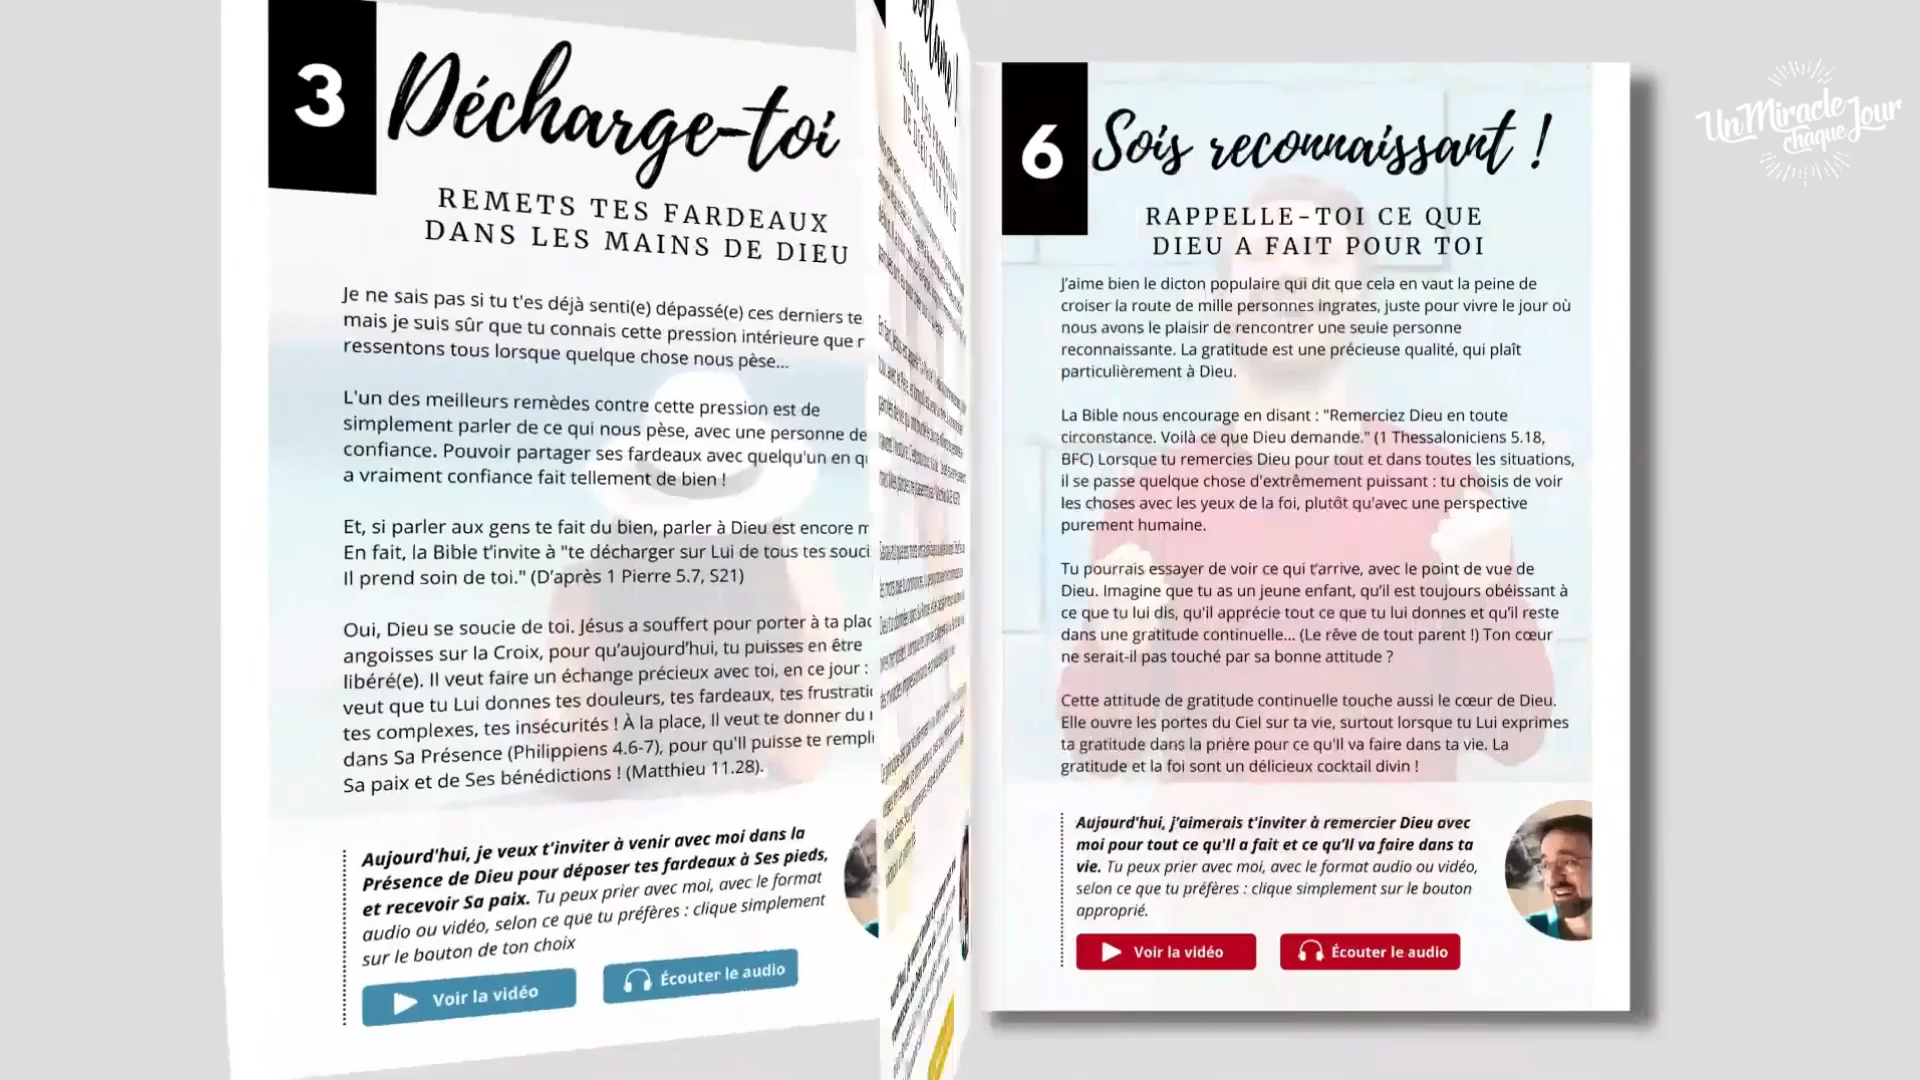 3
Décharge-toi
REMETS TES FARDEAUX
DANS LES MAINS DE DIEU
Je ne sais pas si tu t'es déjà senti(e) dépassé(e) ces derniers
mais je suis sûr que tu connais cette pression intérieure que
ressentons tous lorsque quelque chose nous pèse...
L'un des meilleurs remèdes contre cette pression est de
simplement parler de ce qui nous pèse, avec une personne de
confiance. Pouvoir partager ses fardeaux avec quelqu'un en
a vraiment confiance fait tellement de bien !
Et, si parler aux gens te fait du bien, parler à Dieu est encore
En fait, la Bible t'invite à "te décharger sur Lui de tous tes
Il prend soin de toi." (D'après 1 Pierre 5.7, S21)
Oui, Dieu se soucie de toi. Jésus a souffert pour porter à ta
angoisses sur la Croix, pour qu'aujourd'hui, tu puisses en être
libéré(e). Il veut faire un échange précieux avec toi, en ce jour :
veut que tu Lui donnes tes douleurs, tes fardeaux, tes
tes complexes, tes insécurités ! À la place, Il veut te donner du
dans Sa Présence (Philippiens 4.6-7), pour qu'Il puisse te
Sa paix et de Ses bénédictions ! (Matthieu 11.28).
Aujourd'hui, je veux t'inviter à venir avec moi dans la
Présence de Dieu pour déposer tes fardeaux à Ses pieds,
et recevoir Sa paix. Tu peux prier avec moi, avec le format
audio ou vidéo, selon ce que tu préfères : clique simplement
sur le bouton de ton choix
Voir la vidéo
Écouter le audio
6
Sois reconnaissant !
RAPPELLE-TOI CE QUE
DIEU A FAIT POUR TOI
J'aime bien le dicton populaire qui dit que cela en vaut la peine de
croiser la route de mille personnes ingrates, juste pour vivre le jour où
nous avons le plaisir de rencontrer une seule personne
reconnaissante. La gratitude est une précieuse qualité, qui plaît
particulièrement à Dieu.
La Bible nous encourage en disant : "Remerciez Dieu en toute
circonstance. Voilà ce que Dieu demande." (1 Thessaloniciens 5.18,
BFC) Lorsque tu remercies Dieu pour tout et dans toutes les situations,
il se passe quelque chose d'extrêmement puissant : tu choisis de voir
les choses avec les yeux de la foi, plutôt qu'avec une perspective
purement humaine.
Tu pourrais essayer de voir ce qui t'arrive, avec le point de vue de
Dieu. Imagine que tu as un jeune enfant, qu'il est toujours obéissant à
ce que tu lui dis, qu'il apprécie tout ce que tu lui donnes et qu'il reste
dans une gratitude continuelle... (Le rêve de tout parent !) Ton cœur
ne serait-il pas touché par sa bonne attitude ?
Cette attitude de gratitude continuelle touche aussi le cœur de Dieu.
Elle ouvre les portes du Ciel sur ta vie, surtout lorsque tu Lui exprimes
ta gratitude dans la prière pour ce qu'Il va faire dans ta vie. La
gratitude et la foi sont un délicieux cocktail divin !
Aujourd'hui, j'aimerais t'inviter à remercier Dieu avec
moi pour tout ce qu'Il a fait et ce qu'Il va faire dans ta
vie. Tu peux prier avec moi, avec le format audio ou vidéo,
selon ce que tu préfères : clique simplement sur le bouton
approprié.
Voir la vidéo
Écouter le audio
Un Miracle
chaque Jour